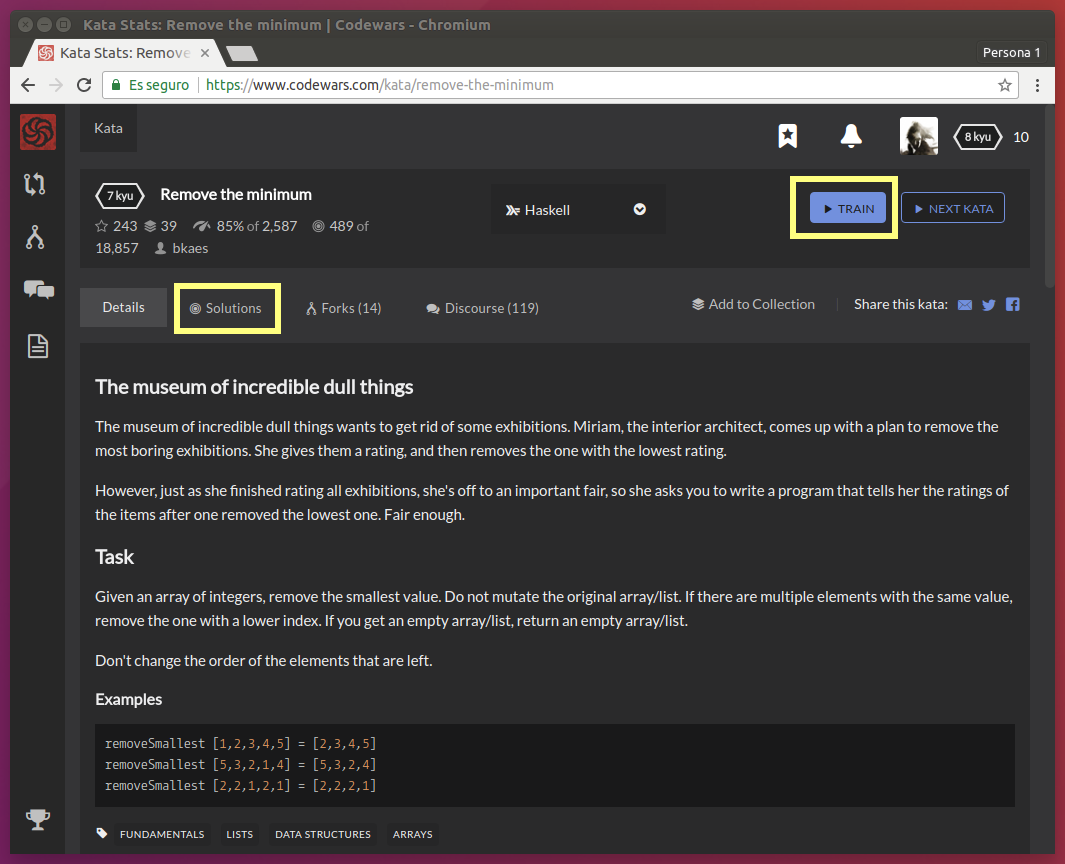 Kata Stats: Remove the minimum | Codewars - Chromium
Kata Stats: Remove
Persona 1
Es seguro https://www.codewars.com/kata/remove-the-minimum
Kata
8 kyu 10
7 kyu Remove the minimum
243 39 85% of 2,587 489 of
18,857 bkaes
Haskell
TRAIN
NEXT KATA
Details Solutions Forks (14) Discourse (119) Add to Collection Share this kata:
The museum of incredible dull things
The museum of incredible dull things wants to get rid of some exhibitions. Miriam, the interior architect, comes up with a plan to remove the
most boring exhibitions. She gives them a rating, and then removes the one with the lowest rating.
However, just as she finished rating all exhibitions, she's off to an important fair, so she asks you to write a program that tells her the ratings of
the items after one removed the lowest one. Fair enough.
Task
Given an array of integers, remove the smallest value. Do not mutate the original array/list. If there are multiple elements with the same value,
remove the one with a lower index. If you get an empty array/list, return an empty array/list.
Don't change the order of the elements that are left.
Examples
removeSmallest [1,2,3,4,5] = [2,3,4,5]
removeSmallest [5,3,2,1,4] = [5,3,2,4]
removeSmallest [2,2,1,2,1] = [2,2,2,1]
FUNDAMENTALS LISTS DATA STRUCTURES ARRAYS